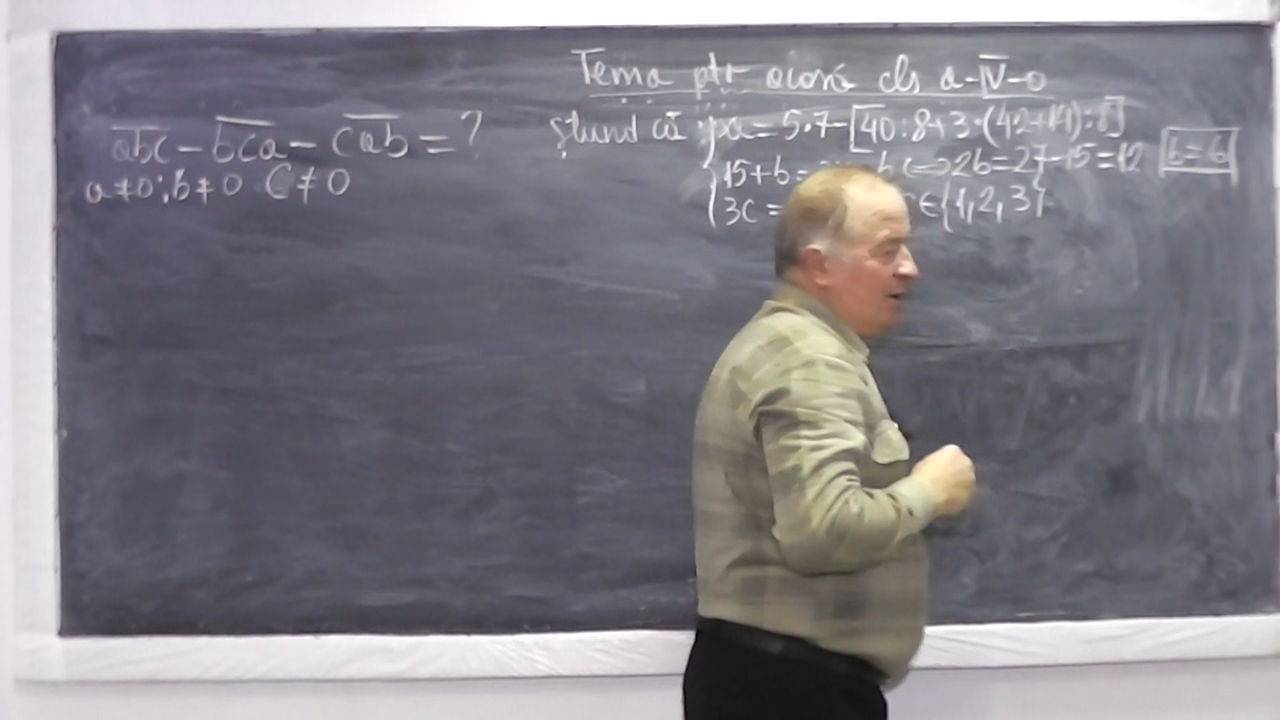 Tema ptr acasă cls a-IV-a
abc - bca - cab = ?
a ≠ 0; b ≠ 0 c ≠ 0
știind că a = 5·7-[40:8+3·(42+14):8]
15+b= b c ⇒ 2b=27-15=12 b=6
3c = c∈{1,2,3}